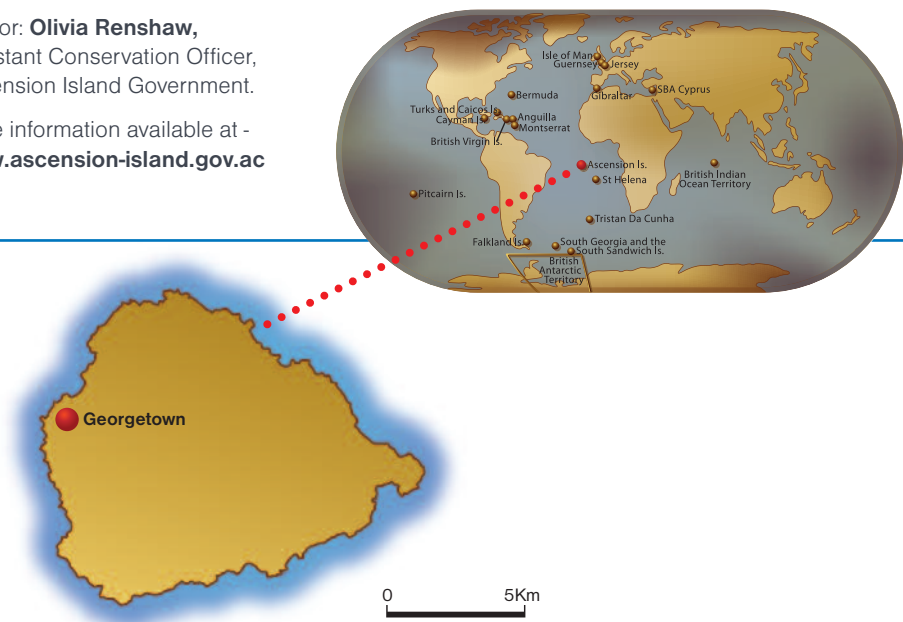 or: Olivia Renshaw,
stant Conservation Officer,
ension Island Government.
e information available at -
w.ascension-island.gov.ac
Isle of Man
Guernsey
Jersey
Bermuda
Gibraltar
SBA Cyprus
Turks and Caicos Is.
Cayman Is.
Anguilla
Montserrat
British Virgin Is.
Ascension Is.
British Indian
Ocean Territory
St Helena
Pitcairn Is.
Tristan Da Cunha
Falkland Is.
South Georgia and the
South Sandwich Is.
British
Antarctic
Territory
Georgetown
0 5Km